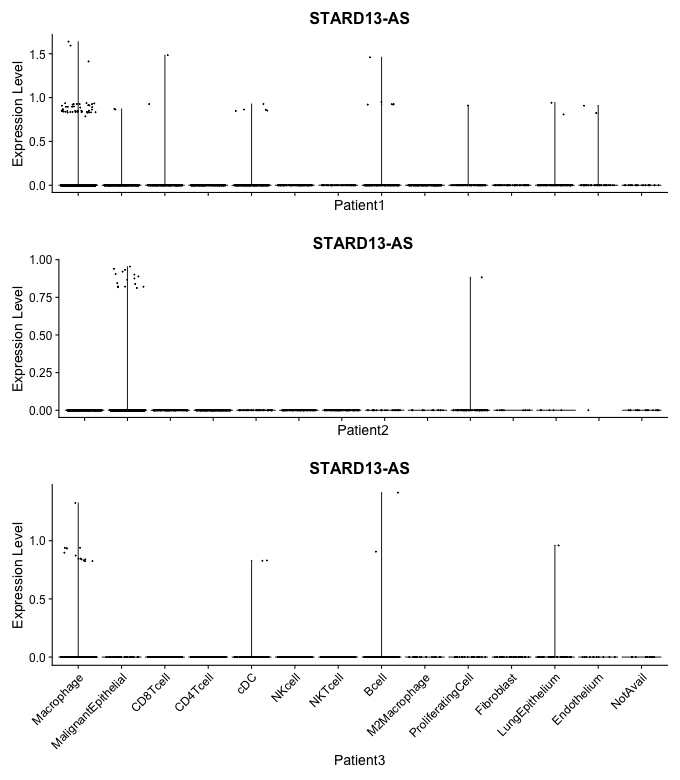 STARD13-AS
1.5
1.0
0.5
0.0
Expression Level
Patient1
STARD13-AS
1.00
0.75
0.50
0.25
0.00
Expression Level
Patient2
STARD13-AS
1.0
0.5
0.0
Expression Level
Macrophage
MalignantEpithelial
CD8Tcell
CD4Tcell
cDC
NKcell
NKTcell
Bcell
M2Macrophage
ProliferatingCell
Fibroblast
LungEpithelium
Endothelium
NotAvail
Patient3